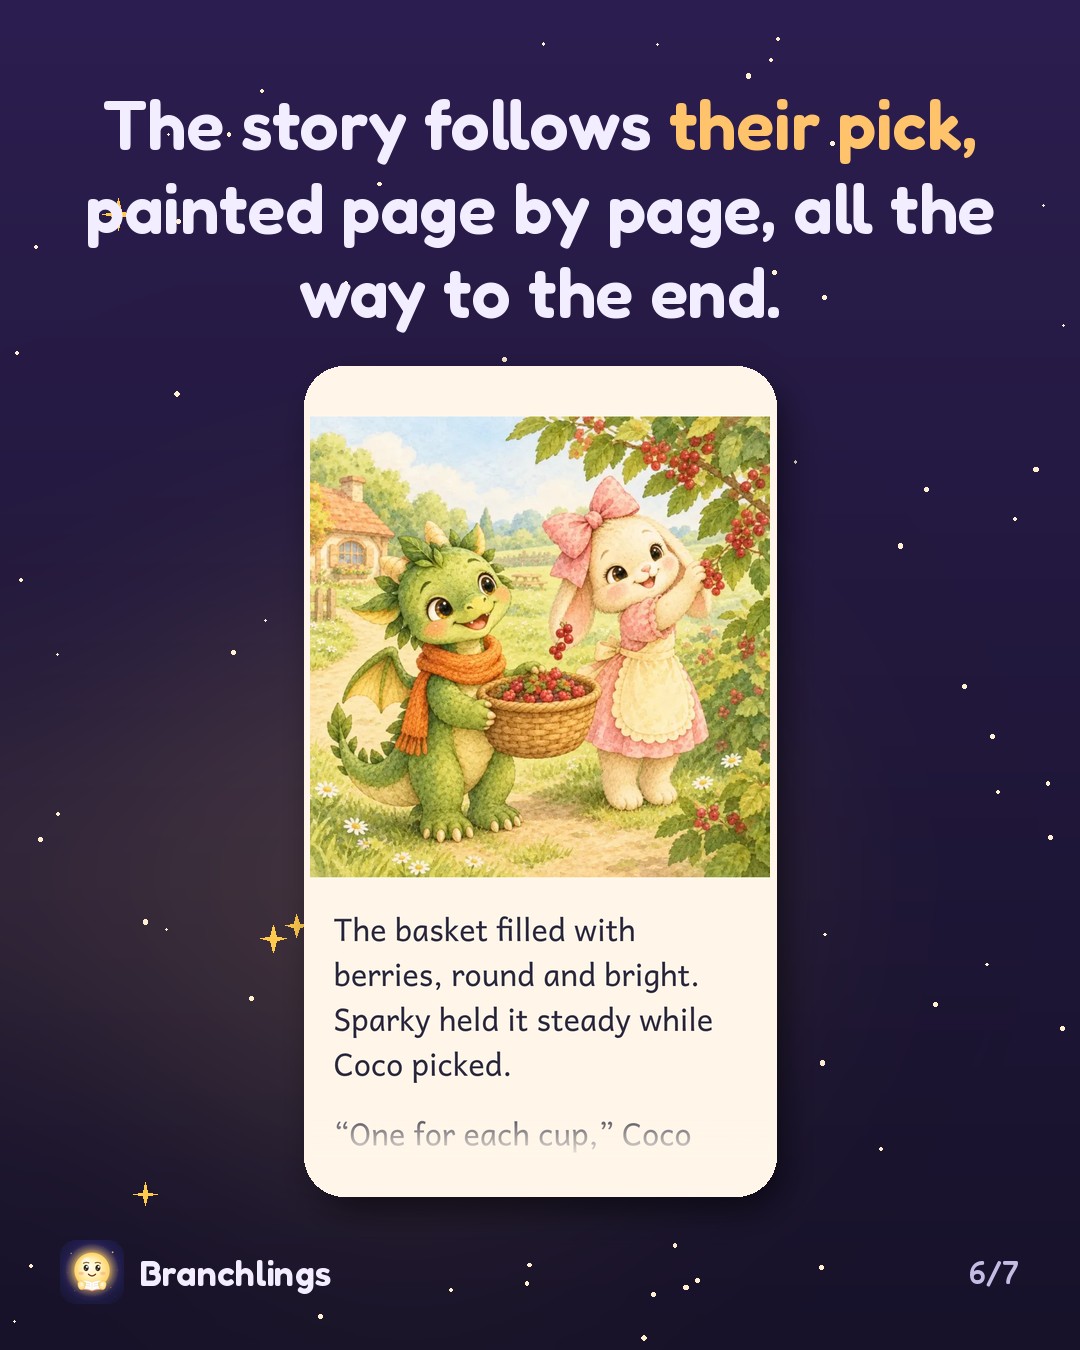 The story follows their pick,
painted page by page, all the
way to the end.
The basket filled with
berries, round and bright.
Sparky held it steady while
Coco picked.
“One for each cup,” Coco
Branchlings
6/7